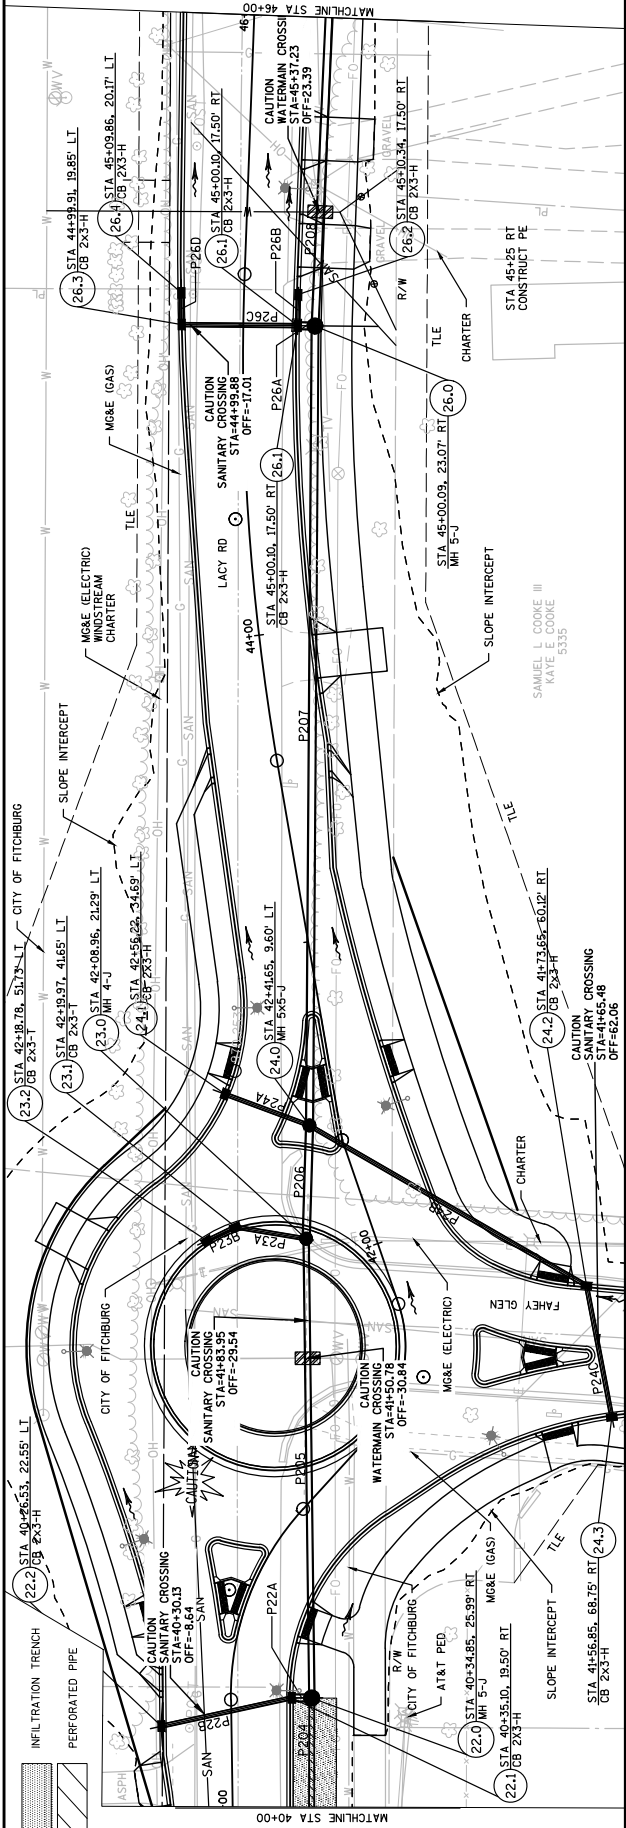 MATCHLINE STA 46+00
46+
CAUTION
WATERMAIN CROSSI
STA=45+37.23
OFF=23.39
26.4
STA 45+09.86, 20.17' LT
CB 2X3-H
26.3
STA 44+99.91, 19.85' LT
CB 2x3-H
26.1
STA 45+00.10, 17.50' RT
CB 2x3-H
26.2
STA 45+10.34, 17.50' RT
CB 2X3-H
P26D
P26B
P208
P26C
P26A
SAN
OH
GRAVEL
GRAVEL
FO
R/W
TLE
CHARTER
PL
PL
STA 45+25 RT
CONSTRUCT PE
MG&E (GAS)
CAUTION
SANITARY CROSSING
STA=44+99.88
OFF=-17.01
26.1
STA 45+00.10, 17.50' RT
CB 2x3-H
26.0
STA 45+00.09, 23.07' RT
MH 5-J
TLE
LACY RD
44+00
MG&E (ELECTRIC)
WINDSTREAM
CHARTER
SLOPE INTERCEPT
SLOPE INTERCEPT
SAMUEL L COOKE III
KAYE E COOKE
5335
P207
TLE
CITY OF FITCHBURG
23.2
STA 42+18.78, 51.73' LT
CB 2x3-T
23.1
STA 42+19.97, 41.65' LT
CB 2x3-T
23.0
STA 42+08.96, 21.29' LT
MH 4-J
24.1
STA 42+56.22, 34.69' LT
CB 2x3-H
24.0
STA 42+41.65, 9.60' LT
MH 5x5-J
24.2
STA 41+73.65, 60.12' RT
CB 2x3-H
CAUTION
SANITARY CROSSING
STA=41+65.48
OFF=62.06
P24A
P206
P23B
P23A
P24B
42+00
CHARTER
FAHEY GLEN
MG&E (ELECTRIC)
CITY OF FITCHBURG
CAUTION
SANITARY CROSSING
STA=41+83.95
OFF=-29.54
CAUTION
WATERMAIN CROSSING
STA=41+50.78
OFF=-30.84
P24C
CAUTION
P205
22.2
STA 40+26.53, 22.55' LT
CB 2x3-H
CAUTION
SANITARY CROSSING
STA=40+30.13
OFF=-8.64
SAN
P22A
P22B
P204
SAN
R/W
CITY OF FITCHBURG
AT&T PED
MG&E (GAS)
SLOPE INTERCEPT
TLE
24.3
STA 41+56.85, 68.75' RT
CB 2x3-H
22.0
STA 40+34.85, 25.99' RT
MH 5-J
22.1
STA 40+35.10, 19.50' RT
CB 2X3-H
INFILTRATION TRENCH
PERFORATED PIPE
ASPH
+00
MATCHLINE STA 40+00